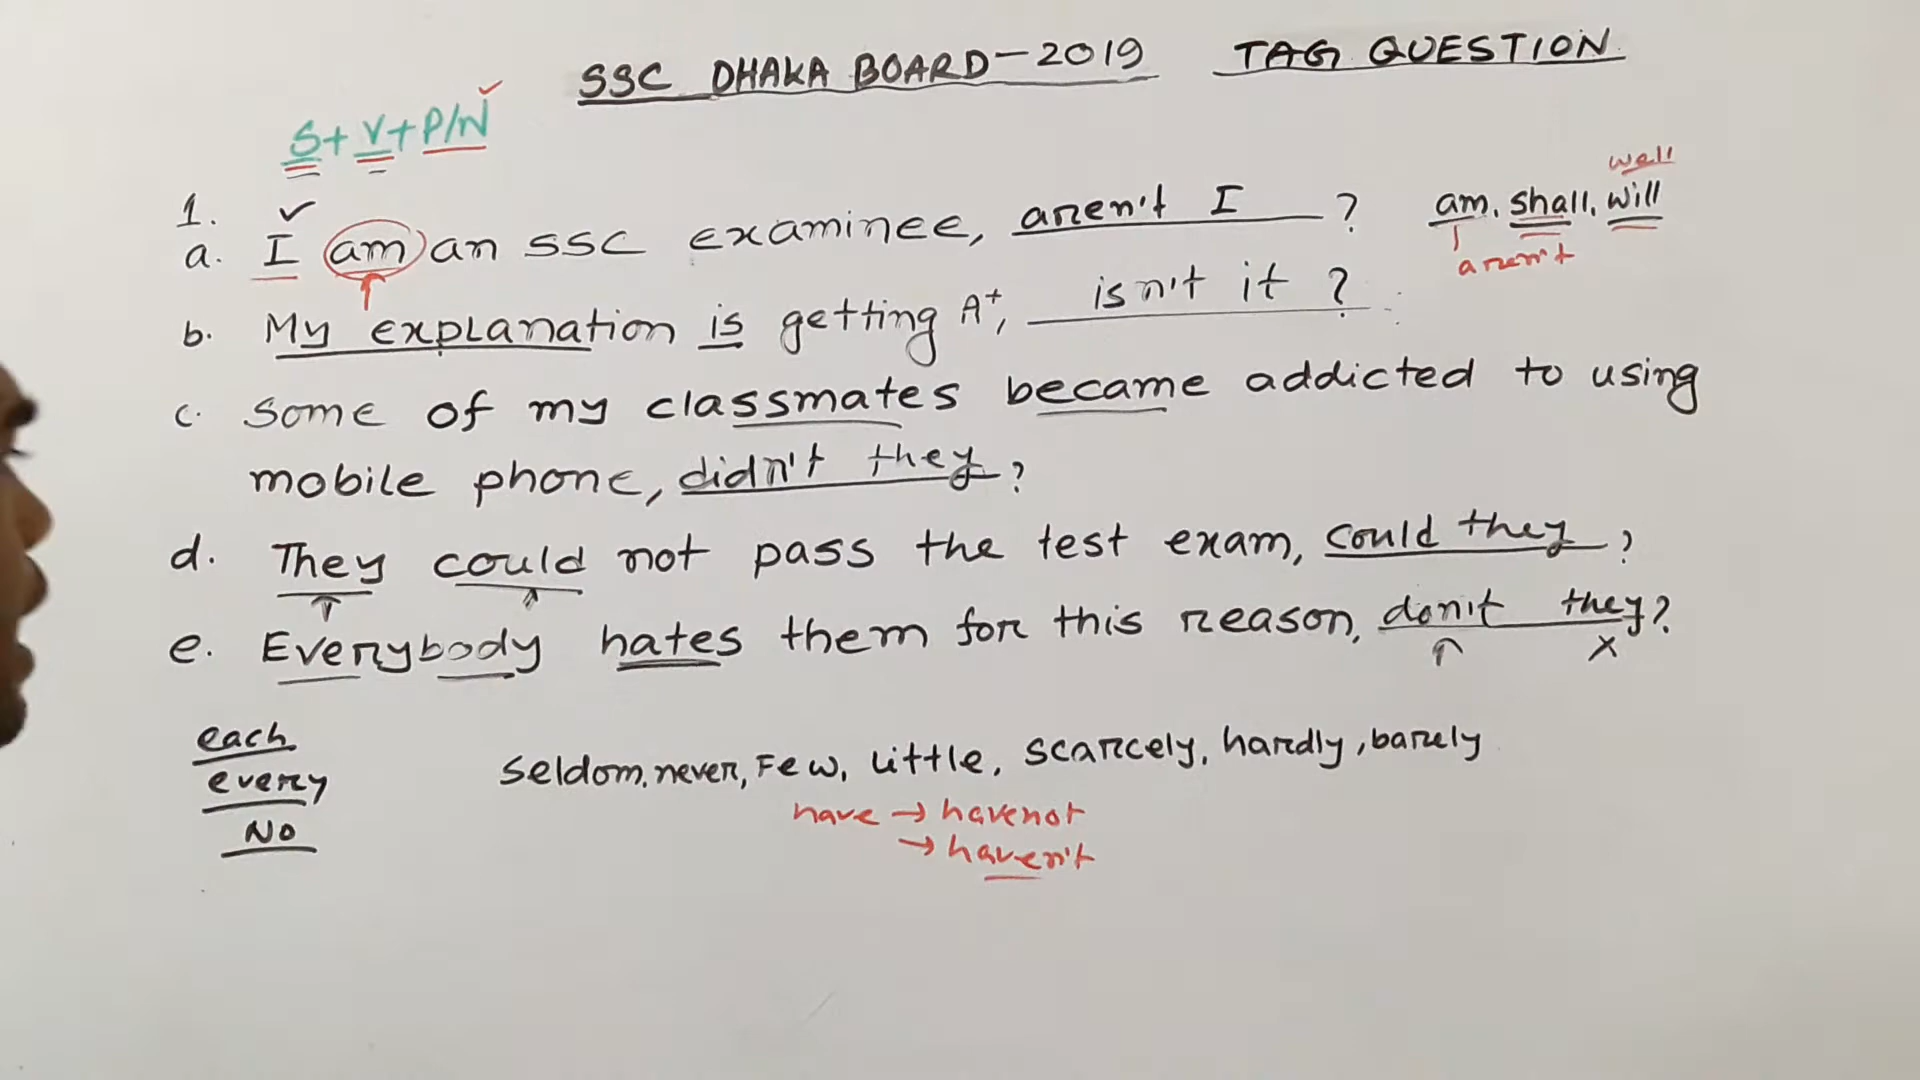 SSC DHAKA BOARD-2019 TAG QUESTION
S+V+P/N
1.
a. I am an SSC examinee, aren't I ?
am. shall. will
well
aren't
b. My explanation is getting A+, isn't it ?
c. Some of my classmates became addicted to using
mobile phone, didn't they ?
d. They could not pass the test exam, could they ?
e. Everybody hates them for this reason, don't they?
x
each
every
No
Seldom, never, Few, Little, scarcely, hardly, barely
have → havenot
→ haven't